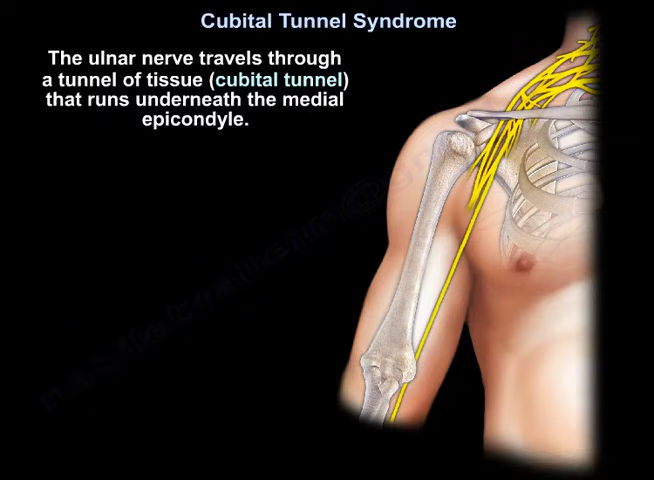 Cubital Tunnel Syndrome
The ulnar nerve travels through
a tunnel of tissue (cubital tunnel)
that runs underneath the medial
epicondyle.